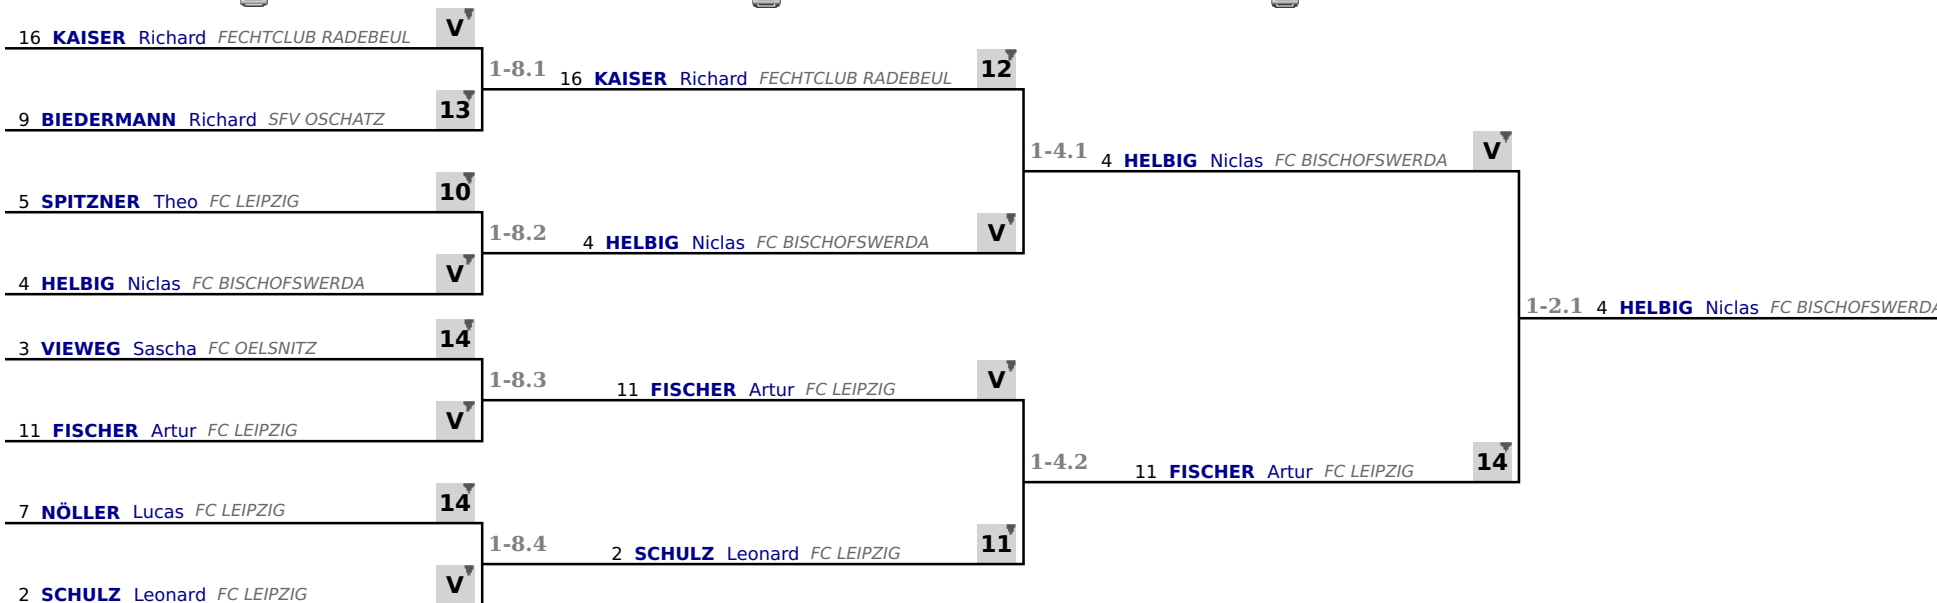 16 KAISER Richard FECHTCLUB RADEBEUL V
1-8.1 16 KAISER Richard FECHTCLUB RADEBEUL 12
9 BIEDERMANN Richard SFV OSCHATZ 13
1-4.1 4 HELBIG Niclas FC BISCHOFSWERDA V
5 SPITZNER Theo FC LEIPZIG 10
1-8.2 4 HELBIG Niclas FC BISCHOFSWERDA V
4 HELBIG Niclas FC BISCHOFSWERDA V
1-2.1 4 HELBIG Niclas FC BISCHOFSWERDA
3 VIEWEG Sascha FC OELSNITZ 14
1-8.3 11 FISCHER Artur FC LEIPZIG V
11 FISCHER Artur FC LEIPZIG V
1-4.2 11 FISCHER Artur FC LEIPZIG 14
7 NÖLLER Lucas FC LEIPZIG 14
1-8.4 2 SCHULZ Leonard FC LEIPZIG 11
2 SCHULZ Leonard FC LEIPZIG V